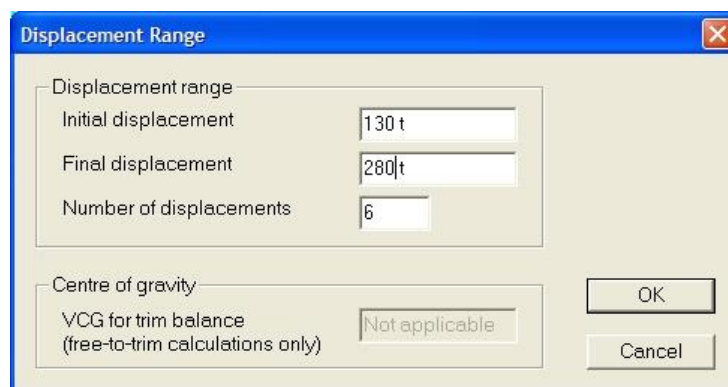 Displacement Range
Displacement range
Initial displacement 130 t
Final displacement 280 t
Number of displacements 6
Centre of gravity
VCG for trim balance
(free-to-trim calculations only) Not applicable
OK
Cancel